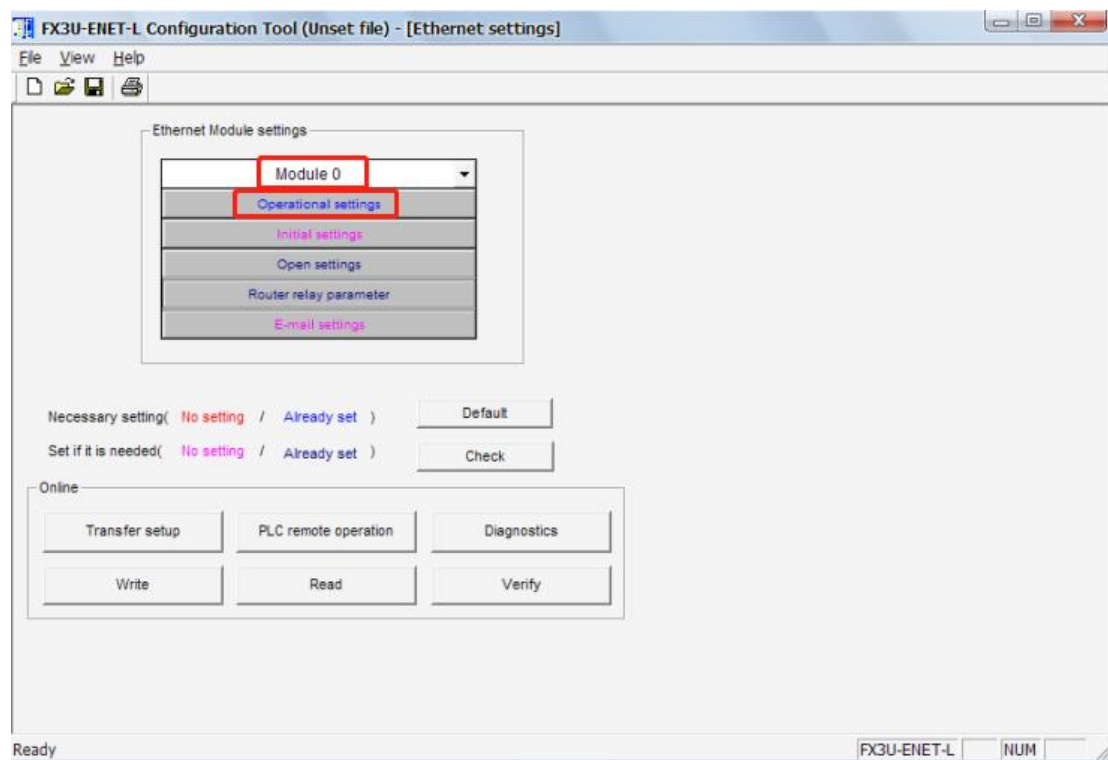 FX3U-ENET-L Configuration Tool (Unset file) - [Ethernet settings]
File View Help
Ethernet Module settings
Module 0
Operational settings
Initial settings
Open settings
Router relay parameter
E-mail settings
Necessary setting( No setting / Already set ) Default
Set if it is needed( No setting / Already set ) Check
Online
Transfer setup PLC remote operation Diagnostics
Write Read Verify
Ready FX3U-ENET-L NUM